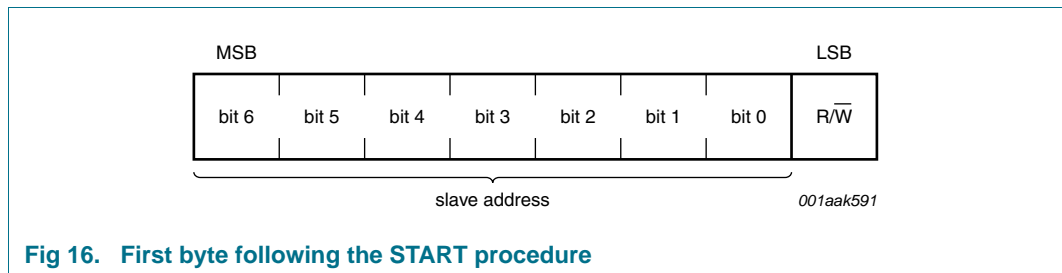 MSB LSB
bit 6 bit 5 bit 4 bit 3 bit 2 bit 1 bit 0 R/W̅
slave address 001aak591
Fig 16. First byte following the START procedure